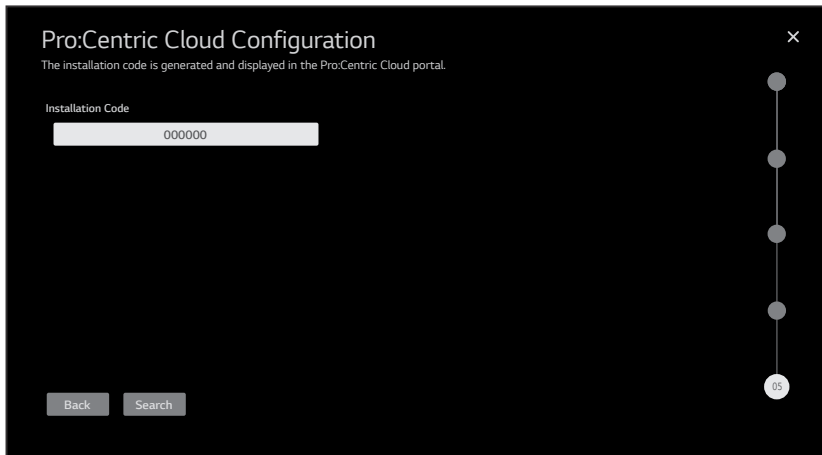 Pro:Centric Cloud Configuration
The installation code is generated and displayed in the Pro:Centric Cloud portal.
Installation Code
000000
Back Search
05